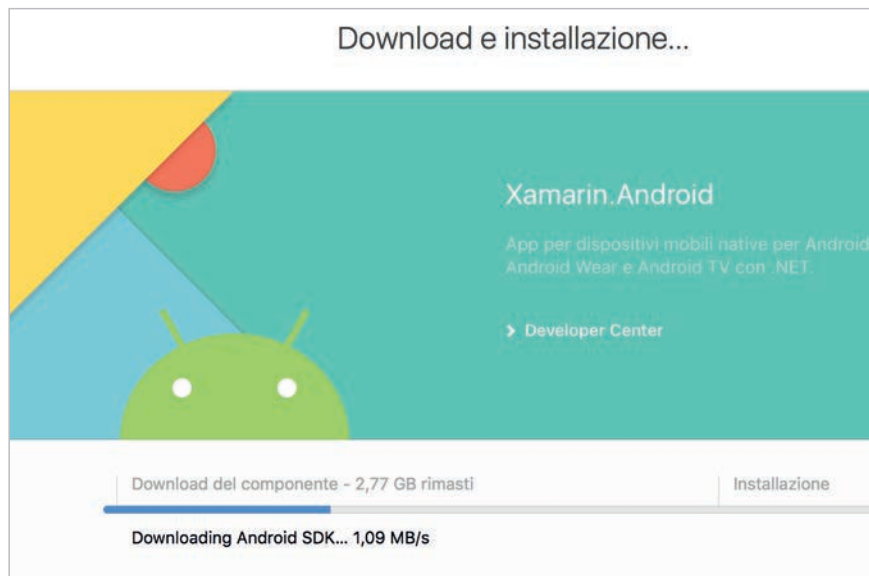 Download e installazione...
Xamarin.Android
App per dispositivi mobili native per Android
Android Wear e Android TV con .NET.
Developer Center
Download del componente - 2,77 GB rimasti
Installazione
Downloading Android SDK... 1,09 MB/s